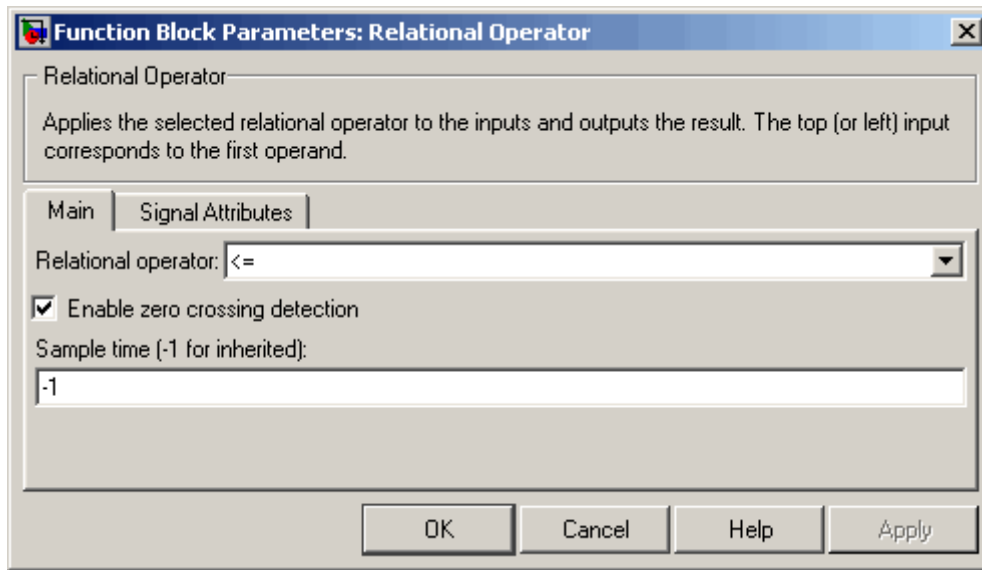 Function Block Parameters: Relational Operator
Relational Operator
Applies the selected relational operator to the inputs and outputs the result. The top (or left) input
corresponds to the first operand.
Main Signal Attributes
Relational operator: <=
Enable zero crossing detection
Sample time (-1 for inherited):
-1
OK Cancel Help Apply